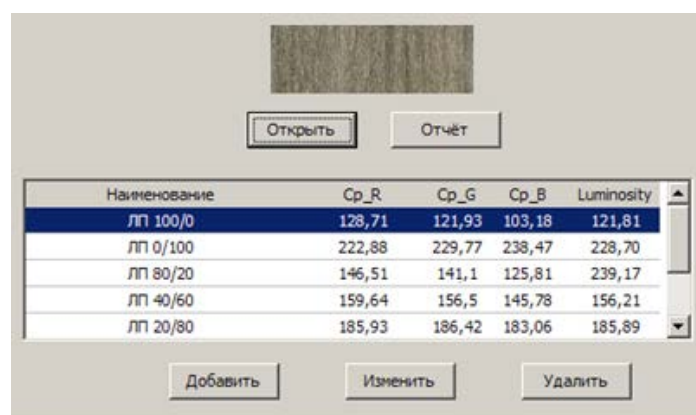 Открыть Отчёт
Наименование Ср_R Ср_G Ср_B Luminosity
ЛП 100/0 128,71 121,93 103,18 121,81
ЛП 0/100 222,88 229,77 238,47 228,70
ЛП 80/20 146,51 141,1 125,81 239,17
ЛП 40/60 159,64 156,5 145,78 156,21
ЛП 20/80 185,93 186,42 183,06 185,89
Добавить Изменить Удалить